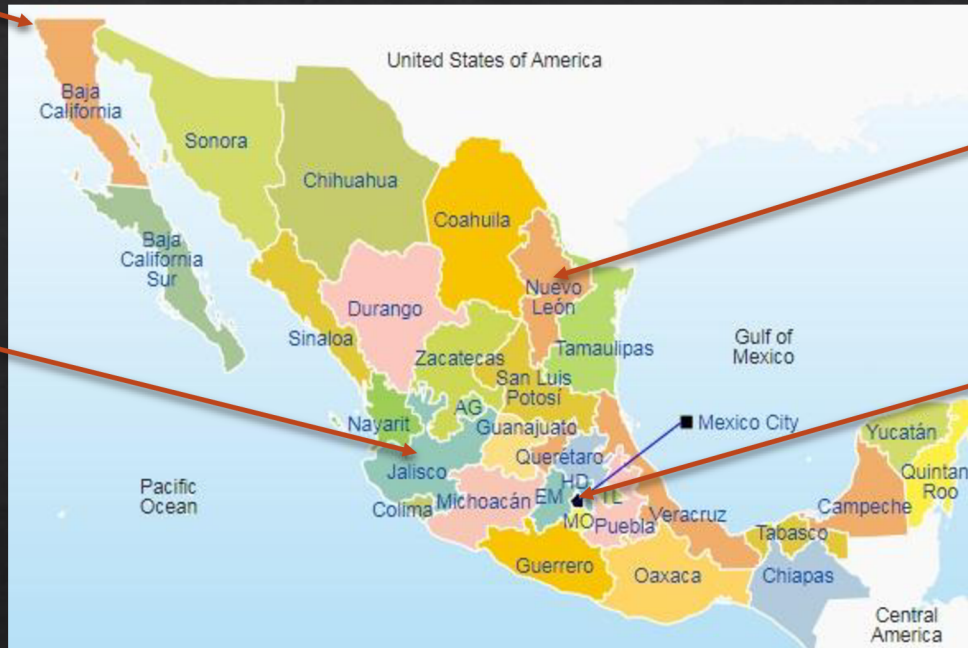 United States of America
Baja
California
Sonora
Chihuahua
Coahuila
Baja
California
Sur
Nuevo
León
Durango
Sinaloa
Zacatecas
Tamaulipas
Gulf of
Mexico
San Luis
Potosí
AG
Nayarit
Guanajuato
Mexico City
Yucatán
Querétaro
Jalisco
Quintan
Roo
Pacific
Ocean
HD
Colima
Michoacán
EM
TL
Campeche
MO
Puebla
Veracruz
Tabasco
Guerrero
Oaxaca
Chiapas
Central
America